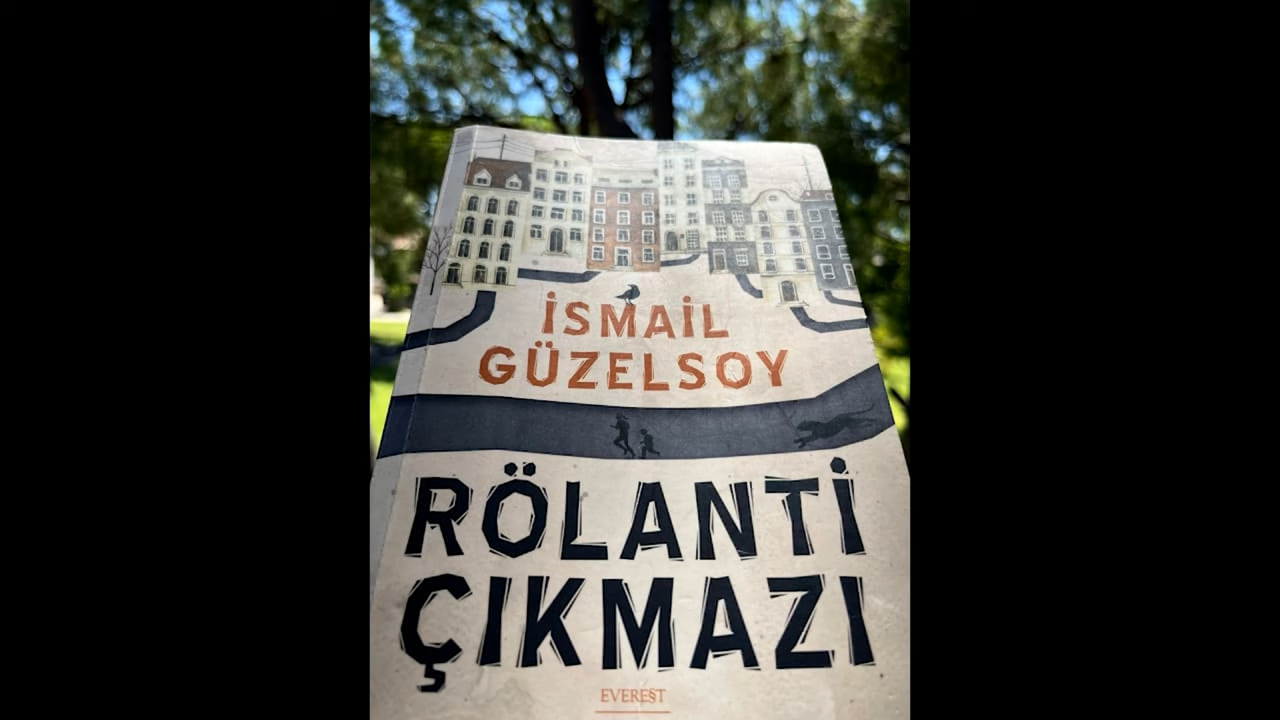 İSMAİL
GÜZELSOY
RÖLANTİ
ÇIKMAZI
EVEREST